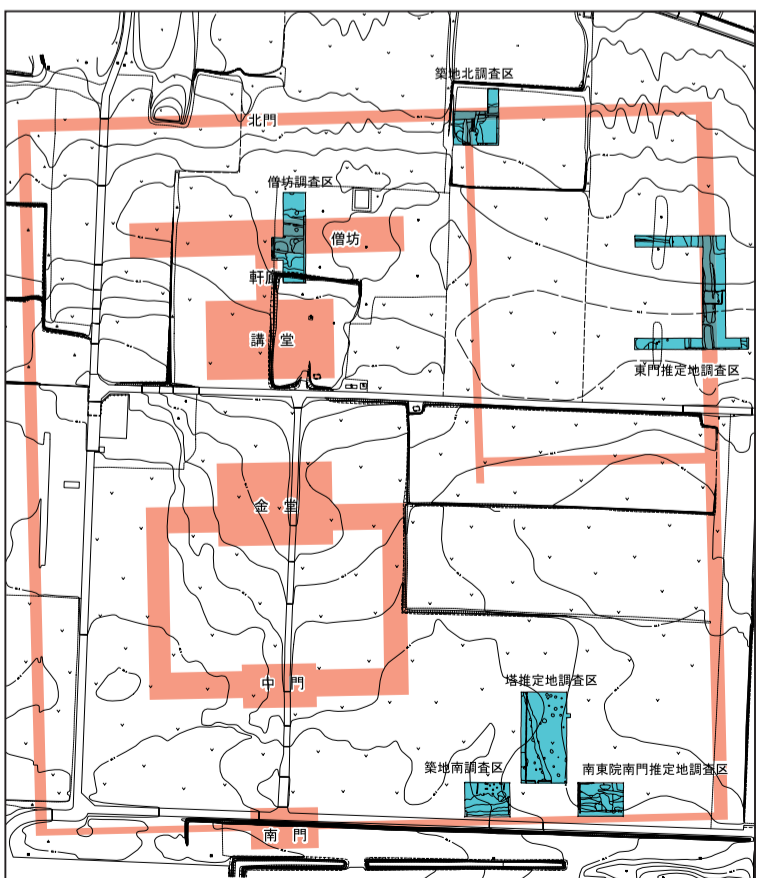 築地北調査区
北門
僧坊調査区
僧坊
軒廊
講堂
東門推定地調査区
金堂
中門
塔推定地調査区
築地南調査区
南東院南門推定地調査区
南門